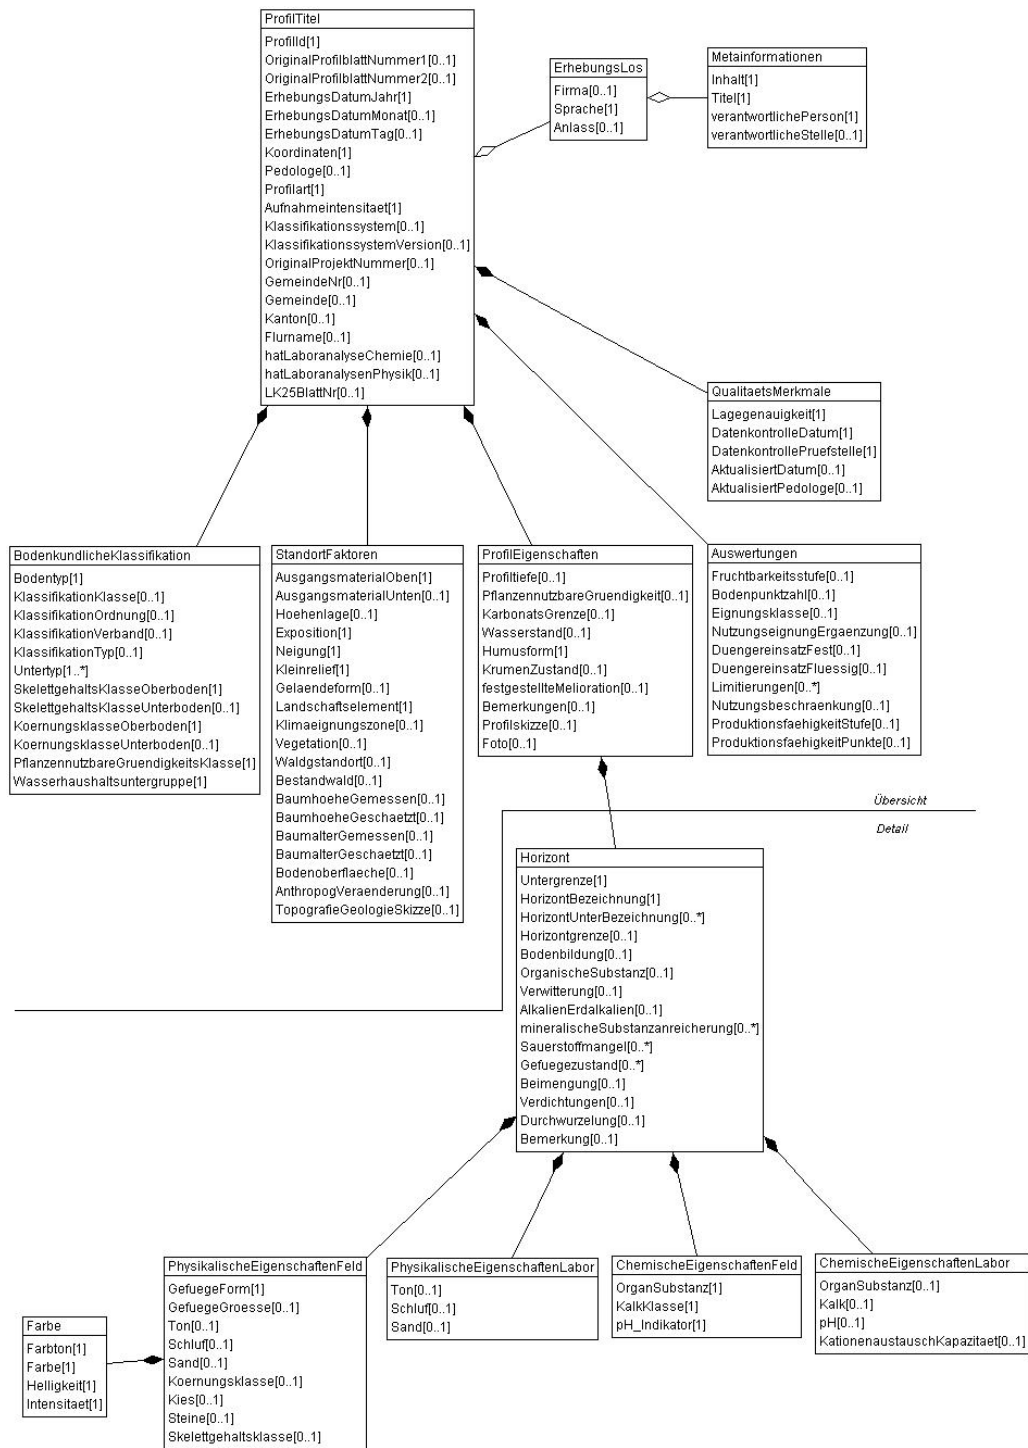 ProfilTitel
ProfilId[1]
OriginalProfilblattNummer1[0..1]
OriginalProfilblattNummer2[0..1]
ErhebungsDatumJahr[1]
ErhebungsDatumMonat[0..1]
ErhebungsDatumTag[0..1]
Koordinaten[1]
Pedologe[0..1]
Profilart[1]
Aufnahmeintensitaet[1]
Klassifikationssystem[0..1]
KlassifikationssystemVersion[0..1]
OriginalProjektNummer[0..1]
GemeindeNr[0..1]
Gemeinde[0..1]
Kanton[0..1]
Flurname[0..1]
hatLaboranalyseChemie[0..1]
hatLaboranalysenPhysik[0..1]
LK25BlattNr[0..1]
ErhebungsLos
Firma[0..1]
Sprache[1]
Anlass[0..1]
Metainformationen
Inhalt[1]
Titel[1]
verantwortlichePerson[1]
verantwortlicheStelle[0..1]
QualitaetsMerkmale
Lagegenauigkeit[1]
DatenkontrolleDatum[1]
DatenkontrollePruefstelle[1]
AktualisiertDatum[0..1]
AktualisiertPedologe[0..1]
BodenkundlicheKlassifikation
Bodentyp[1]
KlassifikationKlasse[0..1]
KlassifikationOrdnung[0..1]
KlassifikationVerband[0..1]
KlassifikationTyp[0..1]
Untertyp[1..*]
SkelettgehaltsKlasseOberboden[1]
SkelettgehaltsKlasseUnterboden[0..1]
KoernungsklasseOberboden[1]
KoernungsklasseUnterboden[0..1]
PflanzennutzbareGruendigkeitsKlasse[1]
Wasserhaushaltsuntergruppe[1]
StandortFaktoren
AusgangsmaterialOben[1]
AusgangsmaterialUnten[0..1]
Hoehenlage[0..1]
Exposition[1]
Neigung[1]
Kleinrelief[1]
Gelaendeform[0..1]
Landschaftselement[1]
Klimaeignungszone[0..1]
Vegetation[0..1]
Waldgstandort[0..1]
Bestandwald[0..1]
BaumhoeheGemessen[0..1]
BaumhoeheGeschaetzt[0..1]
BaumalterGemessen[0..1]
BaumalterGeschaetzt[0..1]
Bodenoberflaeche[0..1]
AnthropogVeraenderung[0..1]
TopografieGeologieSkizze[0..1]
ProfilEigenschaften
Profiltiefe[0..1]
PflanzennutzbareGruendigkeit[0..1]
KarbonatsGrenze[0..1]
Wasserstand[0..1]
Humusform[1]
KrumenZustand[0..1]
festgestellteMelioration[0..1]
Bemerkungen[0..1]
Profilskizze[0..1]
Foto[0..1]
Auswertungen
Fruchtbarkeitsstufe[0..1]
Bodenpunktzahl[0..1]
Eignungsklasse[0..1]
NutzungseignungErgaenzung[0..1]
DuengereinsatzFest[0..1]
DuengereinsatzFluessig[0..1]
Limitierungen[0..*]
Nutzungsbeschraenkung[0..1]
ProduktionsfaehigkeitStufe[0..1]
ProduktionsfaehigkeitPunkte[0..1]
Übersicht
Detail
Horizont
Untergrenze[1]
HorizontBezeichnung[1]
HorizontUnterBezeichnung[0..*]
Horizontgrenze[0..1]
Bodenbildung[0..1]
OrganischeSubstanz[0..1]
Verwitterung[0..1]
AlkalienErdalkalien[0..1]
mineralischeSubstanzanreicherung[0..*]
Sauerstoffmangel[0..*]
Gefuegezustand[0..*]
Beimengung[0..1]
Verdichtungen[0..1]
Durchwurzelung[0..1]
Bemerkung[0..1]
Farbe
Farbton[1]
Farbe[1]
Helligkeit[1]
Intensitaet[1]
PhysikalischeEigenschaftenFeld
GefuegeForm[1]
GefuegeGroesse[0..1]
Ton[0..1]
Schluf[0..1]
Sand[0..1]
Koernungsklasse[0..1]
Kies[0..1]
Steine[0..1]
Skelettgehaltsklasse[0..1]
PhysikalischeEigenschaftenLabor
Ton[0..1]
Schluf[0..1]
Sand[0..1]
ChemischeEigenschaftenFeld
OrganSubstanz[1]
KalkKlasse[1]
pH_Indikator[1]
ChemischeEigenschaftenLabor
OrganSubstanz[0..1]
Kalk[0..1]
pH[0..1]
KationenaustauschKapazitaet[0..1]